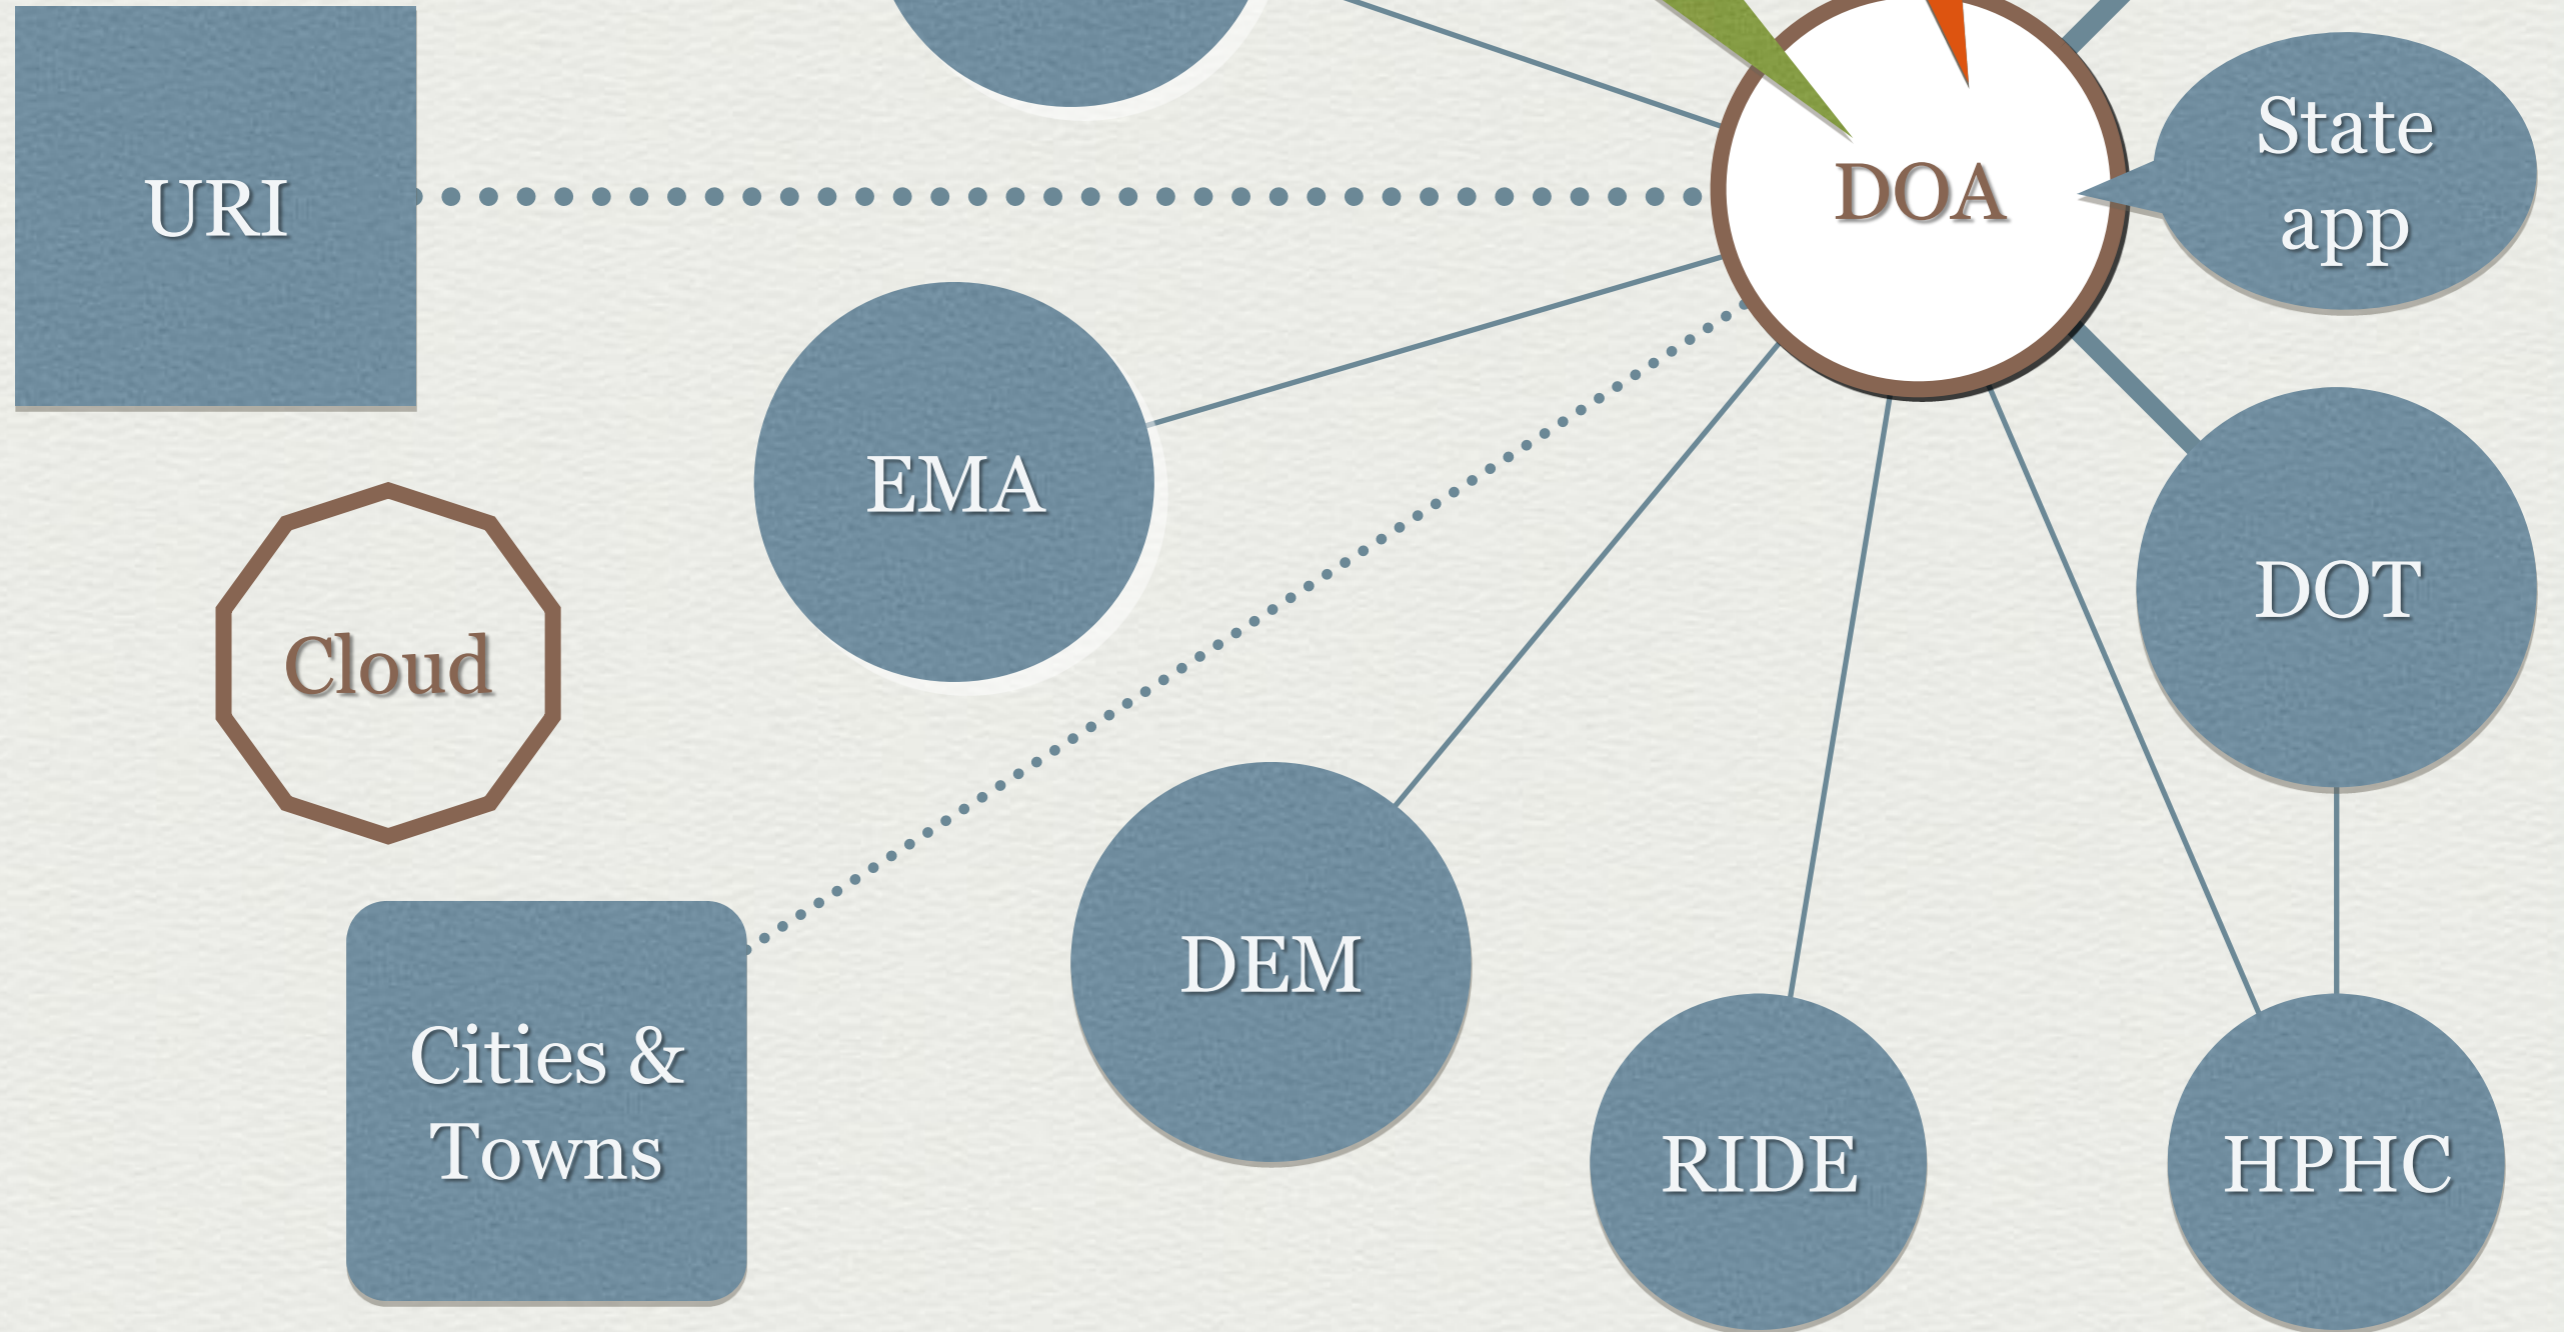 URI
DOA
State
app
EMA
DOT
Cloud
DEM
Cities &
Towns
RIDE
HPHC